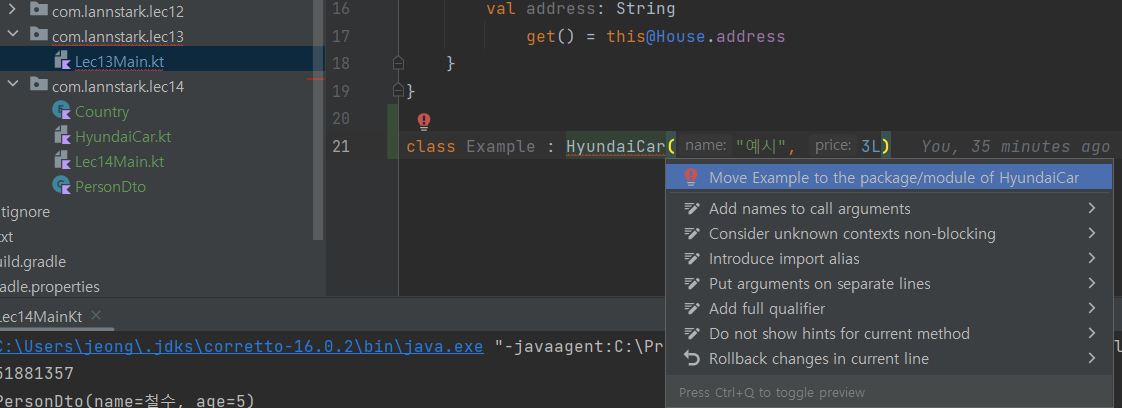 com.lannstark.lec12
com.lannstark.lec13
Lec13Main.kt
com.lannstark.lec14
Country
HyundaiCar.kt
Lec14Main.kt
PersonDto
itignore
txt
uild.gradle
adle.properties
16 val address: String
17 get() = this@House.address
18 }
19 }
20
21 class Example : HyundaiCar( name: "예시", price: 3L) You, 35 minutes ago
Move Example to the package/module of HyundaiCar
Add names to call arguments
Consider unknown contexts non-blocking
Introduce import alias
Put arguments on separate lines
Add full qualifier
Do not show hints for current method
Rollback changes in current line
Press Ctrl+Q to toggle preview
Lec14MainKt
C:\Users\jeong\.jdks\corretto-16.0.2\bin\java.exe "-javaagent:C:\Pr
51881357
PersonDto(name=철수, age=5)